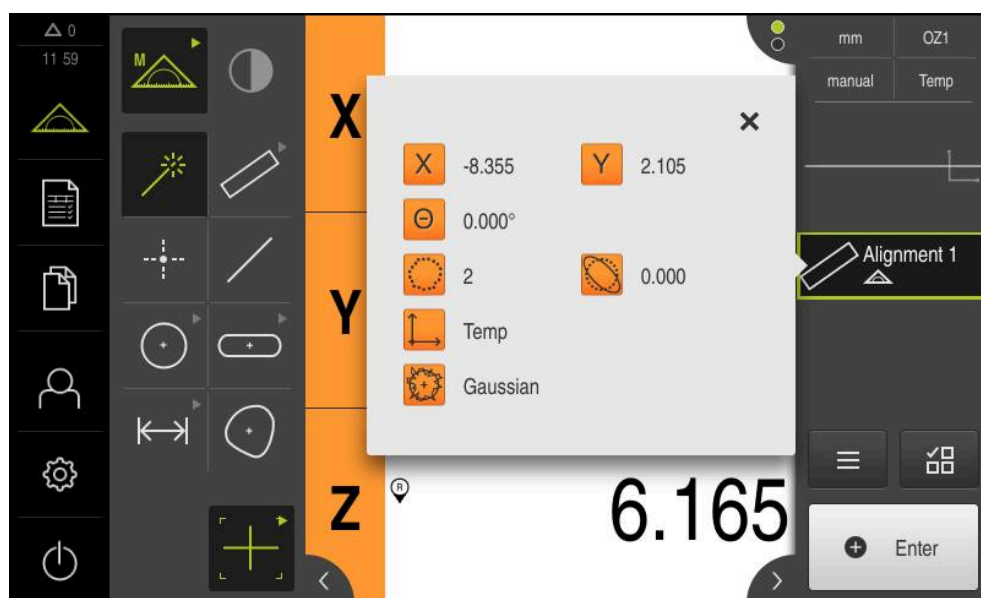 0
11 59
M
X
Y
Z
X -8.355 Y 2.105
Θ 0.000°
2 0.000
Temp
Gaussian
R
6.165
mm OZ1
manual Temp
Alignment 1
Enter